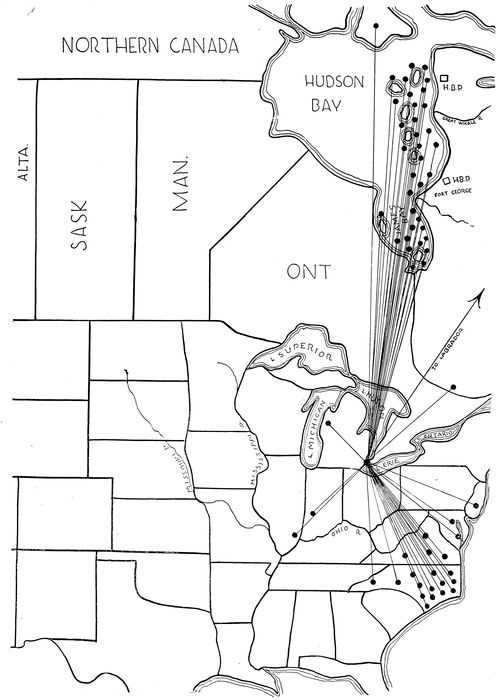 NORTHERN CANADA
HUDSON
BAY
H.B.P.
GREAT WHALE R.
ALTA.
SASK
MAN.
H.B.P.
FORT GEORGE
JAMES
BAY
ONT
TO LABRADOR
L. SUPERIOR
L. HURON
L. MICHIGAN
L. ONTARIO
L. ERIE
MISSOURI R.
MISSISSIPPI R.
OHIO R.